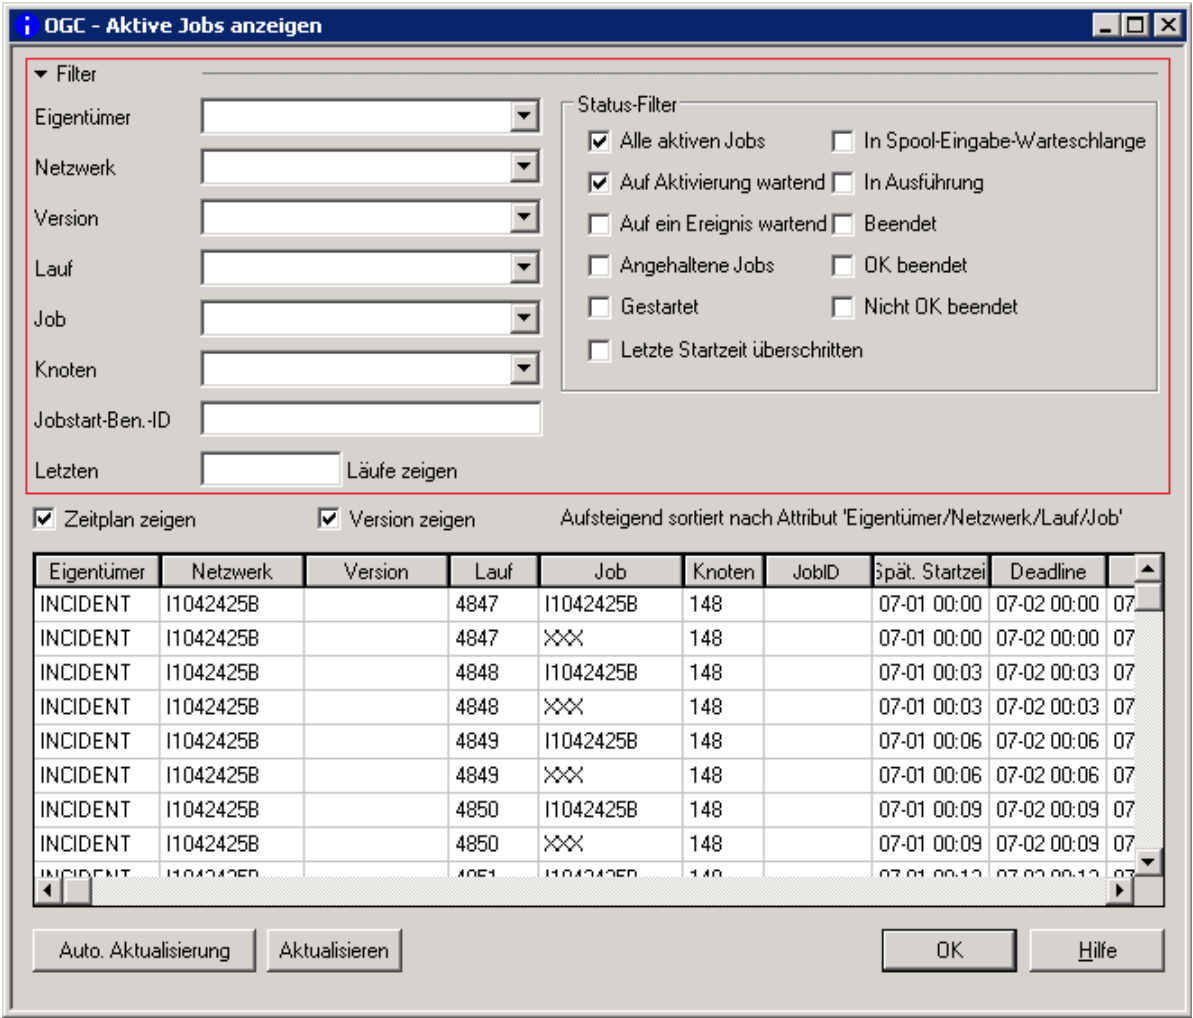 OGC - Aktive Jobs anzeigen
Filter
Eigentümer
Netzwerk
Version
Lauf
Job
Knoten
Jobstart-Ben.-ID
Letzten Läufe zeigen
Status-Filter
Alle aktiven Jobs In Spool-Eingabe-Warteschlange
Auf Aktivierung wartend In Ausführung
Auf ein Ereignis wartend Beendet
Angehaltene Jobs OK beendet
Gestartet Nicht OK beendet
Letzte Startzeit überschritten
Zeitplan zeigen Version zeigen Aufsteigend sortiert nach Attribut 'Eigentümer/Netzwerk/Lauf/Job'
Eigentümer Netzwerk Version Lauf Job Knoten JobID Spät. Startzei Deadline
INCIDENT I1042425B 4847 I1042425B 148 07-01 00:00 07-02 00:00 07
INCIDENT I1042425B 4847 XXX 148 07-01 00:00 07-02 00:00 07
INCIDENT I1042425B 4848 I1042425B 148 07-01 00:03 07-02 00:03 07
INCIDENT I1042425B 4848 XXX 148 07-01 00:03 07-02 00:03 07
INCIDENT I1042425B 4849 I1042425B 148 07-01 00:06 07-02 00:06 07
INCIDENT I1042425B 4849 XXX 148 07-01 00:06 07-02 00:06 07
INCIDENT I1042425B 4850 I1042425B 148 07-01 00:09 07-02 00:09 07
INCIDENT I1042425B 4850 XXX 148 07-01 00:09 07-02 00:09 07
Auto. Aktualisierung Aktualisieren OK Hilfe